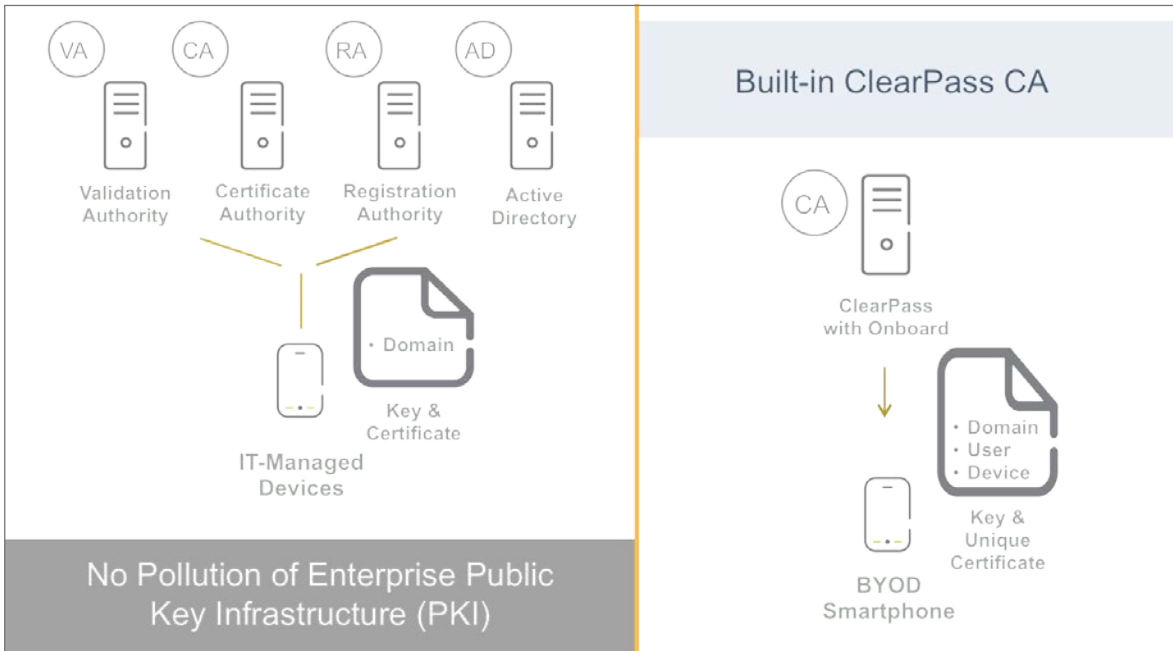 VA
CA
RA
AD
Validation
Authority
Certificate
Authority
Registration
Authority
Active
Directory
• Domain
Key &
Certificate
IT-Managed
Devices
No Pollution of Enterprise Public
Key Infrastructure (PKI)
Built-in ClearPass CA
CA
ClearPass
with Onboard
• Domain
• User
• Device
Key &
Unique
Certificate
BYOD
Smartphone